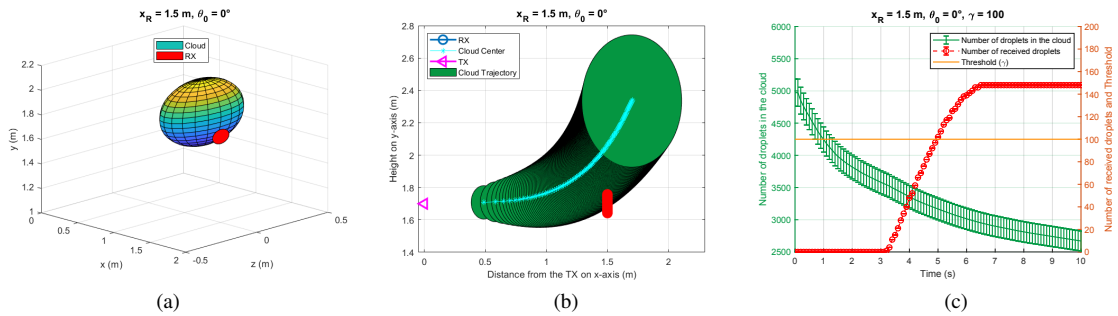 x_R = 1.5 m, θ_0 = 0°
Cloud
RX
2.2
2
1.8
1.6
1.4
1.2
1
y (m)
0
0.5
1
1.5
2
x (m)
-0.5
0
0.5
z (m)
(a)
x_R = 1.5 m, θ_0 = 0°
RX
Cloud Center
TX
Cloud Trajectory
2.8
2.6
2.4
2.2
2
1.8
1.6
1.4
Height on y-axis (m)
0
0.5
1
1.5
2
Distance from the TX on x-axis (m)
(b)
x_R = 1.5 m, θ_0 = 0°, γ = 100
Number of droplets in the cloud
Number of received droplets
Threshold (γ)
6000
5500
5000
4500
4000
3500
3000
2500
Number of droplets in the cloud
200
180
160
140
120
100
80
60
40
20
0
Number of received droplets and Threshold
0
1
2
3
4
5
6
7
8
9
10
Time (s)
(c)